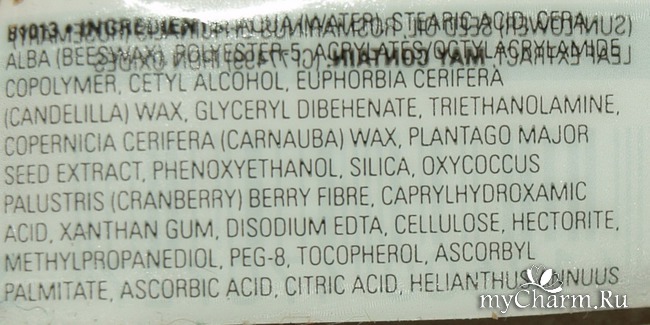 B1013 • INGREDIENTS: AQUA (WATER), STEARIC ACID, CERA
ALBA (BEESWAX), POLYESTER-5, ACRYLATES/OCTYLACRYLAMIDE
COPOLYMER, CETYL ALCOHOL, EUPHORBIA CERIFERA
(CANDELILLA) WAX, GLYCERYL DIBEHENATE, TRIETHANOLAMINE,
COPERNICIA CERIFERA (CARNAUBA) WAX, PLANTAGO MAJOR
SEED EXTRACT, PHENOXYETHANOL, SILICA, OXYCOCCUS
PALUSTRIS (CRANBERRY) BERRY FIBRE, CAPRYLHYDROXAMIC
ACID, XANTHAN GUM, DISODIUM EDTA, CELLULOSE, HECTORITE,
METHYLPROPANEDIOL, PEG-8, TOCOPHEROL, ASCORBYL
PALMITATE, ASCORBIC ACID, CITRIC ACID, HELIANTHUS ANNUUS
myCharm.Ru